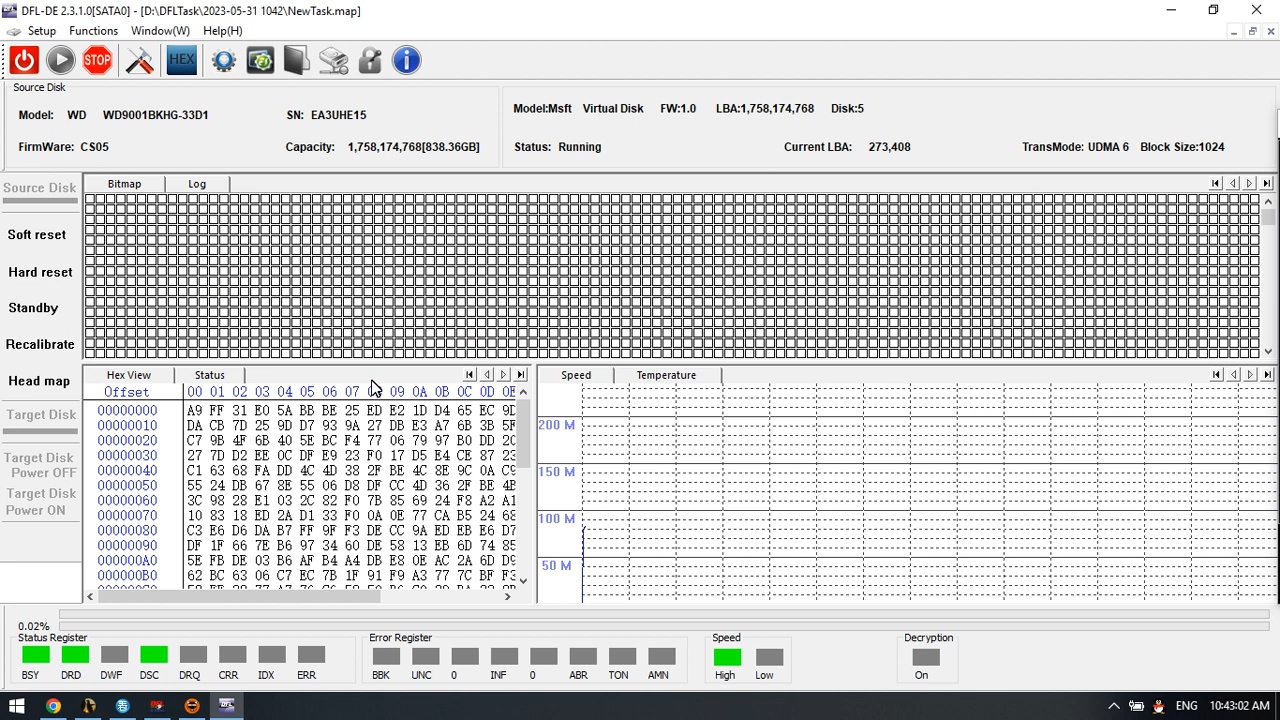 DFL-DE 2.3.1.0[SATA0] - [D:\DFLTask\2023-05-31 1042\NewTask.map]
Setup Functions Window(W) Help(H)
STOP HEX
Source Disk
Model: WD WD9001BKHG-33D1 SN: EA3UHE15
FirmWare: CS05 Capacity: 1,758,174,768[838.36GB]
Model:Msft Virtual Disk FW:1.0 LBA:1,758,174,768 Disk:5
Status: Running Current LBA: 273,408 TransMode: UDMA 6 Block Size:1024
Source Disk
Soft reset
Hard reset
Standby
Recalibrate
Head map
Target Disk
Target Disk
Power OFF
Target Disk
Power ON
Bitmap Log
Hex View Status
Offset 00 01 02 03 04 05 06 07 09 0A 0B 0C 0D 0E
00000000 A9 FF 31 E0 5A BB BE 25 ED E2 1D D4 65 EC 9D
00000010 DA CB 7D 25 9D D7 93 9A 27 DB E3 A7 6B 3B 5F
00000020 C7 9B 4F 6B 40 5E BC F4 77 06 79 97 B0 DD 20
00000030 27 7D D2 EE 0C DF E9 23 F0 17 D5 E4 CE 87
00000040 C1 63 68 FA DD 4C 4D 38 2F BE 4C 8E 9C 0A C9
00000050 55 24 DB 67 8E 55 06 D8 DF CC 4D 36 2F BE 4B
00000060 3C 98 28 E1 03 2C 82 F0 7B 85 69 24 F8 A2 A1
00000070 10 83 18 ED 2A D1 33 F0 0A 0E 77 CA B5 24 68
00000080 C3 E6 D6 DA B7 FF 9F F3 DE CC 9A ED EB E6 D7
00000090 DF 1F 66 7E B6 97 34 60 DE 58 13 EB 6D 74 85
000000A0 5E FB DE 03 B6 AF B4 A4 DB E8 0E AC 2A 6D D9
000000B0 62 BC 63 06 C7 EC 7B 1F 91 F9 A3 77 7C BF F3
Speed Temperature
200 M
150 M
100 M
50 M
0.02%
Status Register
BSY DRD DWF DSC DRQ CRR IDX ERR
Error Register
BBK UNC 0 INF 0 ABR TON AMN
Speed
High Low
Decryption
On
ENG 10:43:02 AM